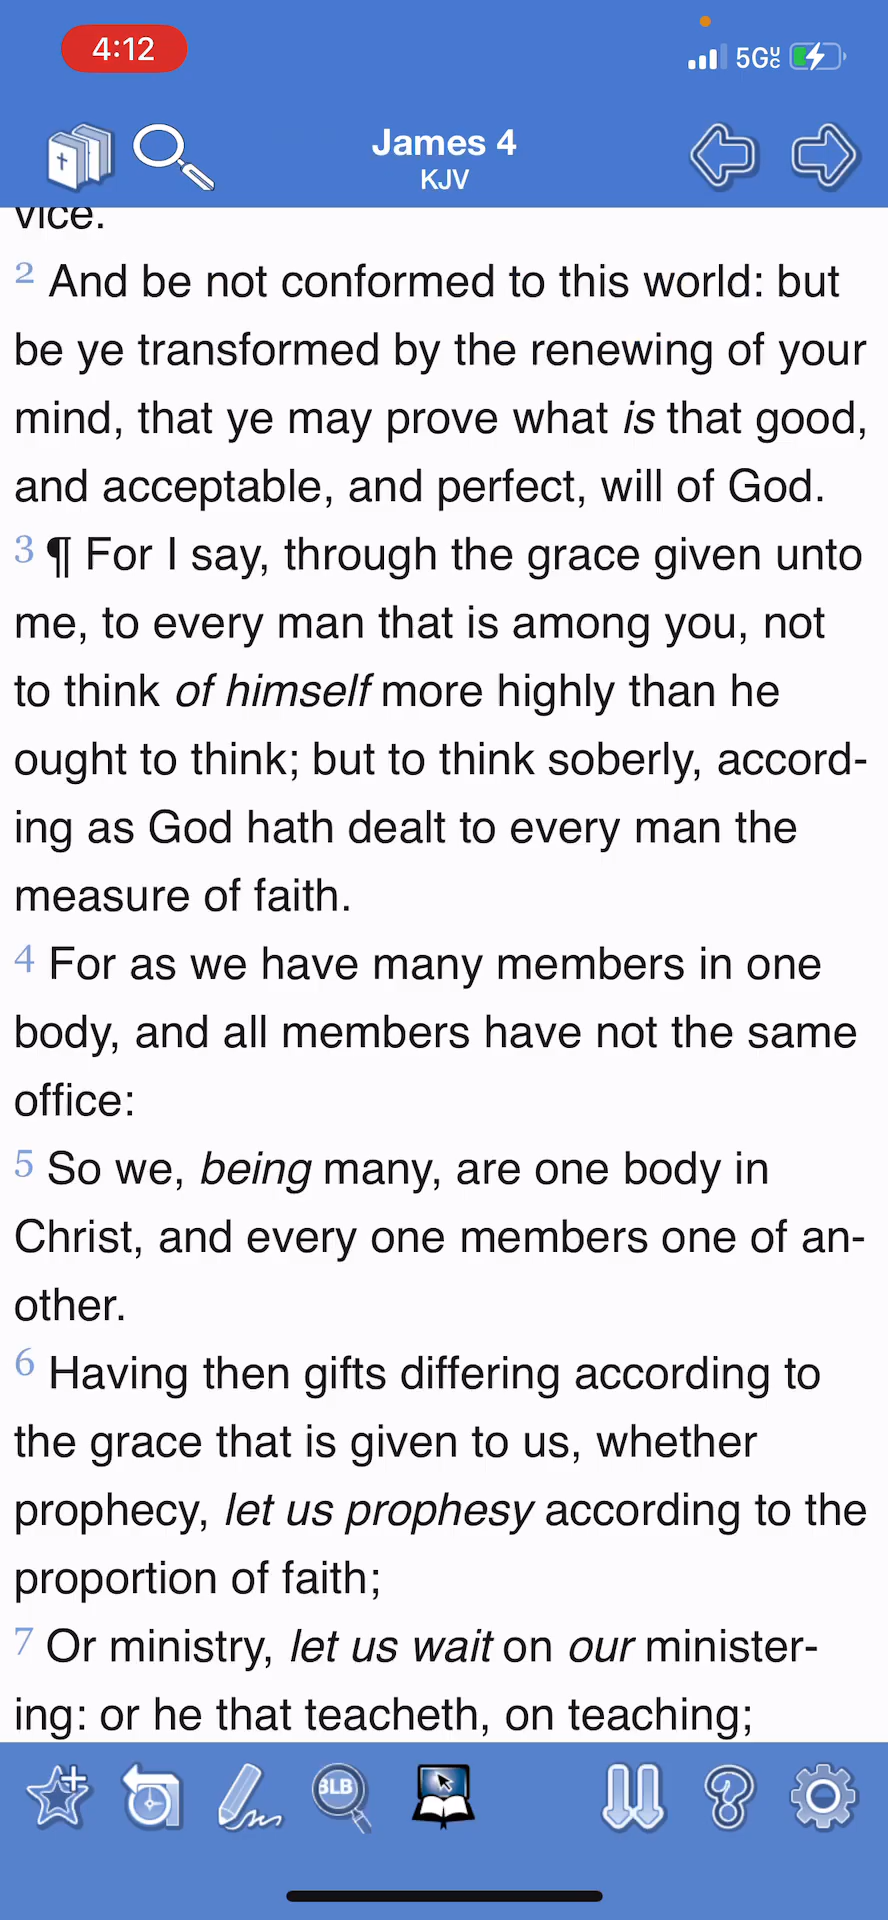 4:12
5GUC
James 4
KJV
vice.
2 And be not conformed to this world: but
be ye transformed by the renewing of your
mind, that ye may prove what is that good,
and acceptable, and perfect, will of God.
3 ¶ For I say, through the grace given unto
me, to every man that is among you, not
to think of himself more highly than he
ought to think; but to think soberly, accord-
ing as God hath dealt to every man the
measure of faith.
4 For as we have many members in one
body, and all members have not the same
office:
5 So we, being many, are one body in
Christ, and every one members one of an-
other.
6 Having then gifts differing according to
the grace that is given to us, whether
prophecy, let us prophesy according to the
proportion of faith;
7 Or ministry, let us wait on our minister-
ing: or he that teacheth, on teaching;
BLB